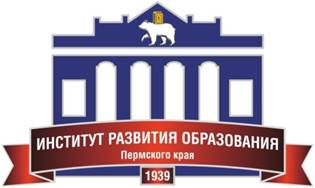 ИНСТИТУТ РАЗВИТИЯ ОБРАЗОВАНИЯ
Пермского края
1939